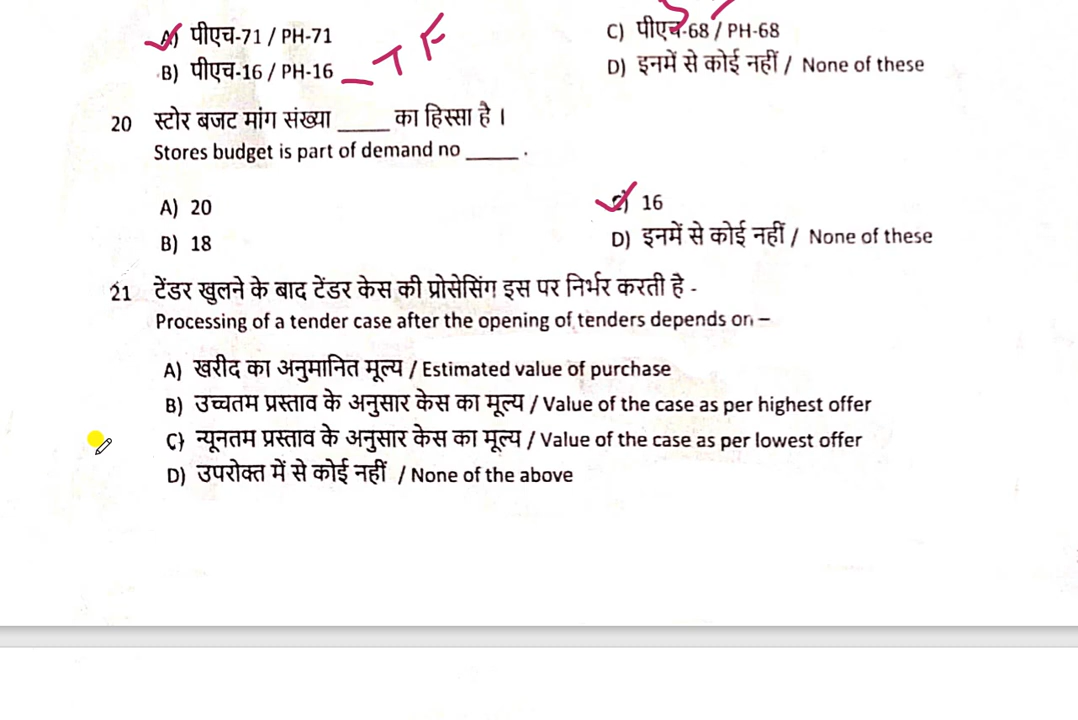 A) पीएच-71 / PH-71
C) पीएच-68 / PH-68
B) पीएच-16 / PH-16
D) इनमें से कोई नहीं / None of these
TF
20 स्टोर बजट मांग संख्या _____ का हिस्सा है ।
Stores budget is part of demand no _____ .
A) 20
C) 16
B) 18
D) इनमें से कोई नहीं / None of these
21 टेंडर खुलने के बाद टेंडर केस की प्रोसेसिंग इस पर निर्भर करती है -
Processing of a tender case after the opening of tenders depends on –
A) खरीद का अनुमानित मूल्य / Estimated value of purchase
B) उच्चतम प्रस्ताव के अनुसार केस का मूल्य / Value of the case as per highest offer
C) न्यूनतम प्रस्ताव के अनुसार केस का मूल्य / Value of the case as per lowest offer
D) उपरोक्त में से कोई नहीं / None of the above